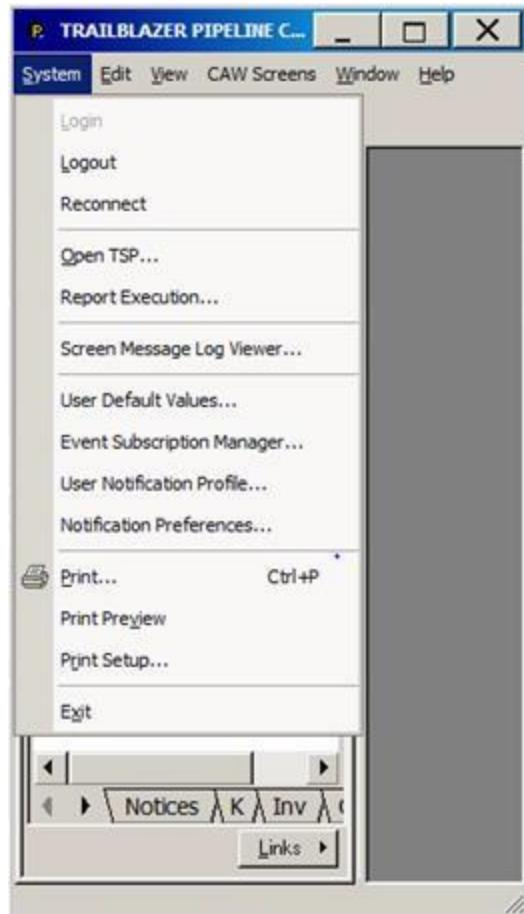 P. TRAILBLAZER PIPELINE C...
System Edit View CAW Screens Window Help
Login
Logout
Reconnect
Open TSP...
Report Execution...
Screen Message Log Viewer...
User Default Values...
Event Subscription Manager...
User Notification Profile...
Notification Preferences...
Print... Ctrl+P
Print Preview
Print Setup...
Exit
Notices K Inv
Links